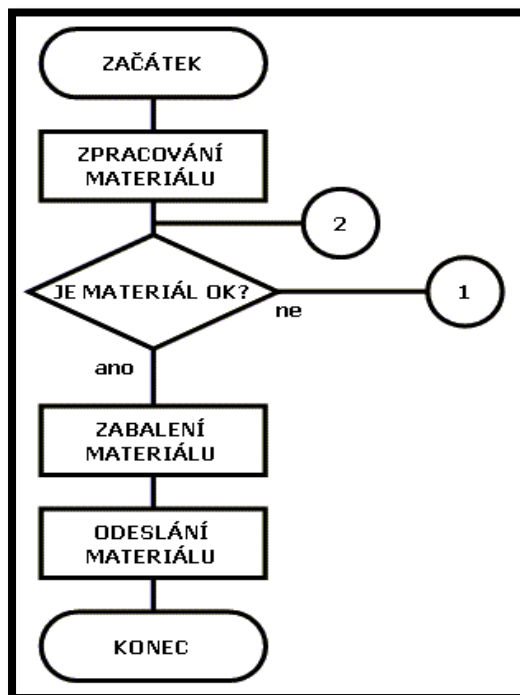 ZAČÁTEK
ZPRACOVÁNÍ
MATERIÁLU
2
JE MATERIÁL OK?
ne
1
ano
ZABALENÍ
MATERIÁLU
ODESLÁNÍ
MATERIÁLU
KONEC